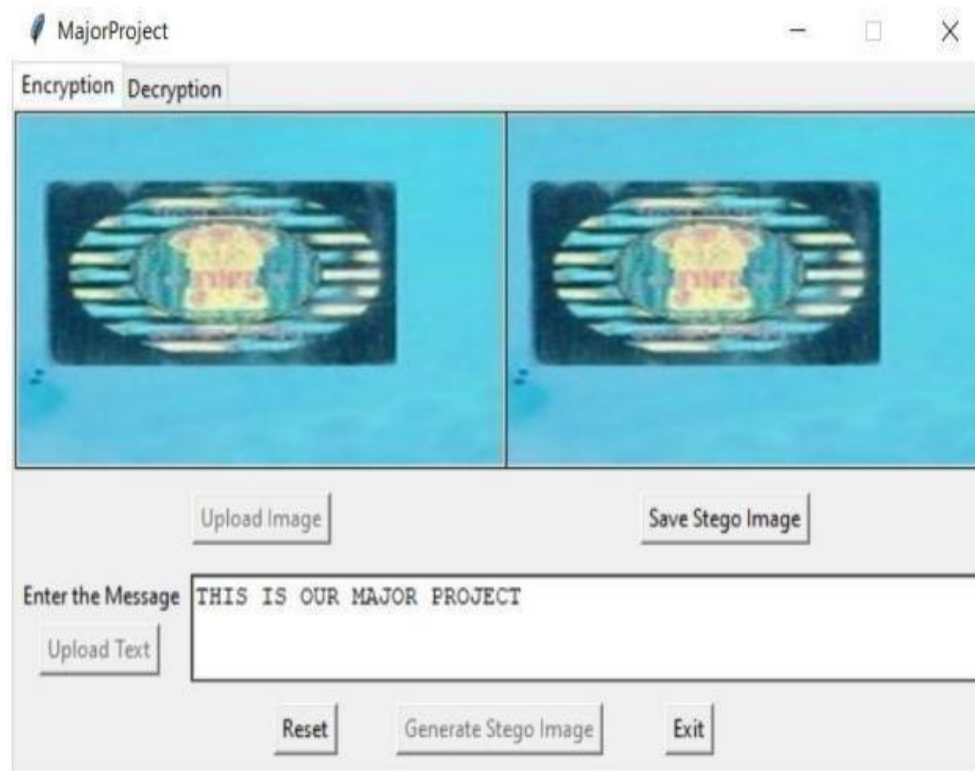 MajorProject
Encryption Decryption
Upload Image
Save Stego Image
Enter the Message
THIS IS OUR MAJOR PROJECT
Upload Text
Reset
Generate Stego Image
Exit